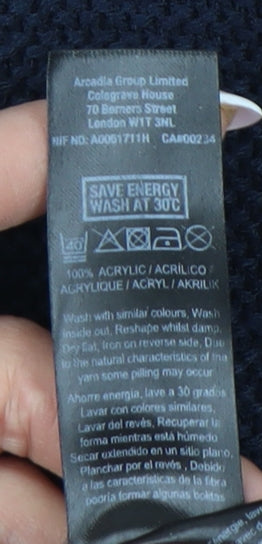 Arcadia Group Limited
Colegrave House
70 Berners Street
London W1T 3NL
NIF NO: A0051711H CA#00234
SAVE ENERGY
WASH AT 30°C
40
100% ACRYLIC / ACRÍLICO /
ACRYLIQUE / ACRYL / AKRILIK
Wash with similar colours, Wash
inside out, Reshape whilst damp,
Dry flat, Iron on reverse side, Due
to the natural characteristics of the
yarn some pilling may occur
Ahorre energia, lave a 30 grados
Lavar con colores similares,
Lavar del revés, Recuperar la
forma mientras está húmedo
Secar extendido en un sitio plano,
Planchar por el revés , Debido
a las características de la fibra
podría formar algunas bolitas